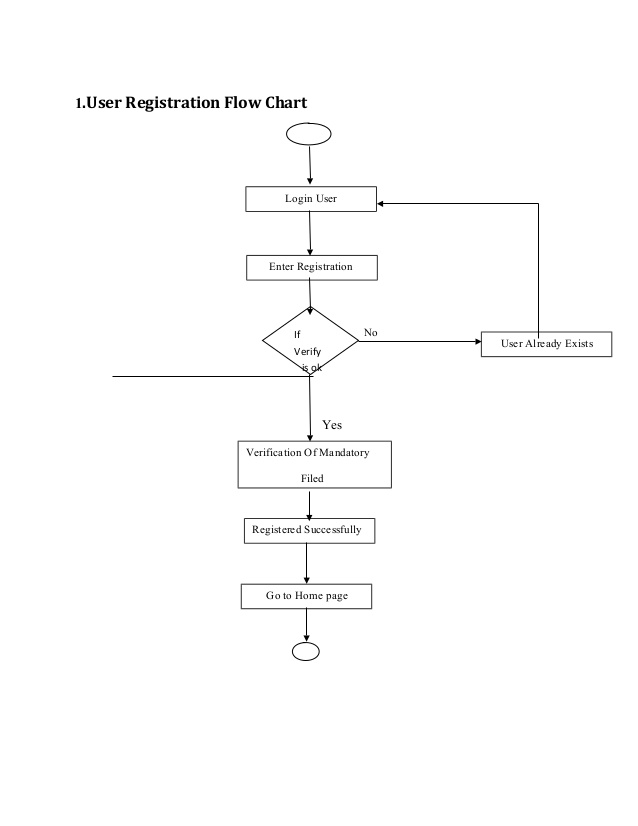 1.User Registration Flow Chart
Login User
Enter Registration
If
Verify
is ok
No
User Already Exists
Yes
Verification Of Mandatory
Filed
Registered Successfully
Go to Home page